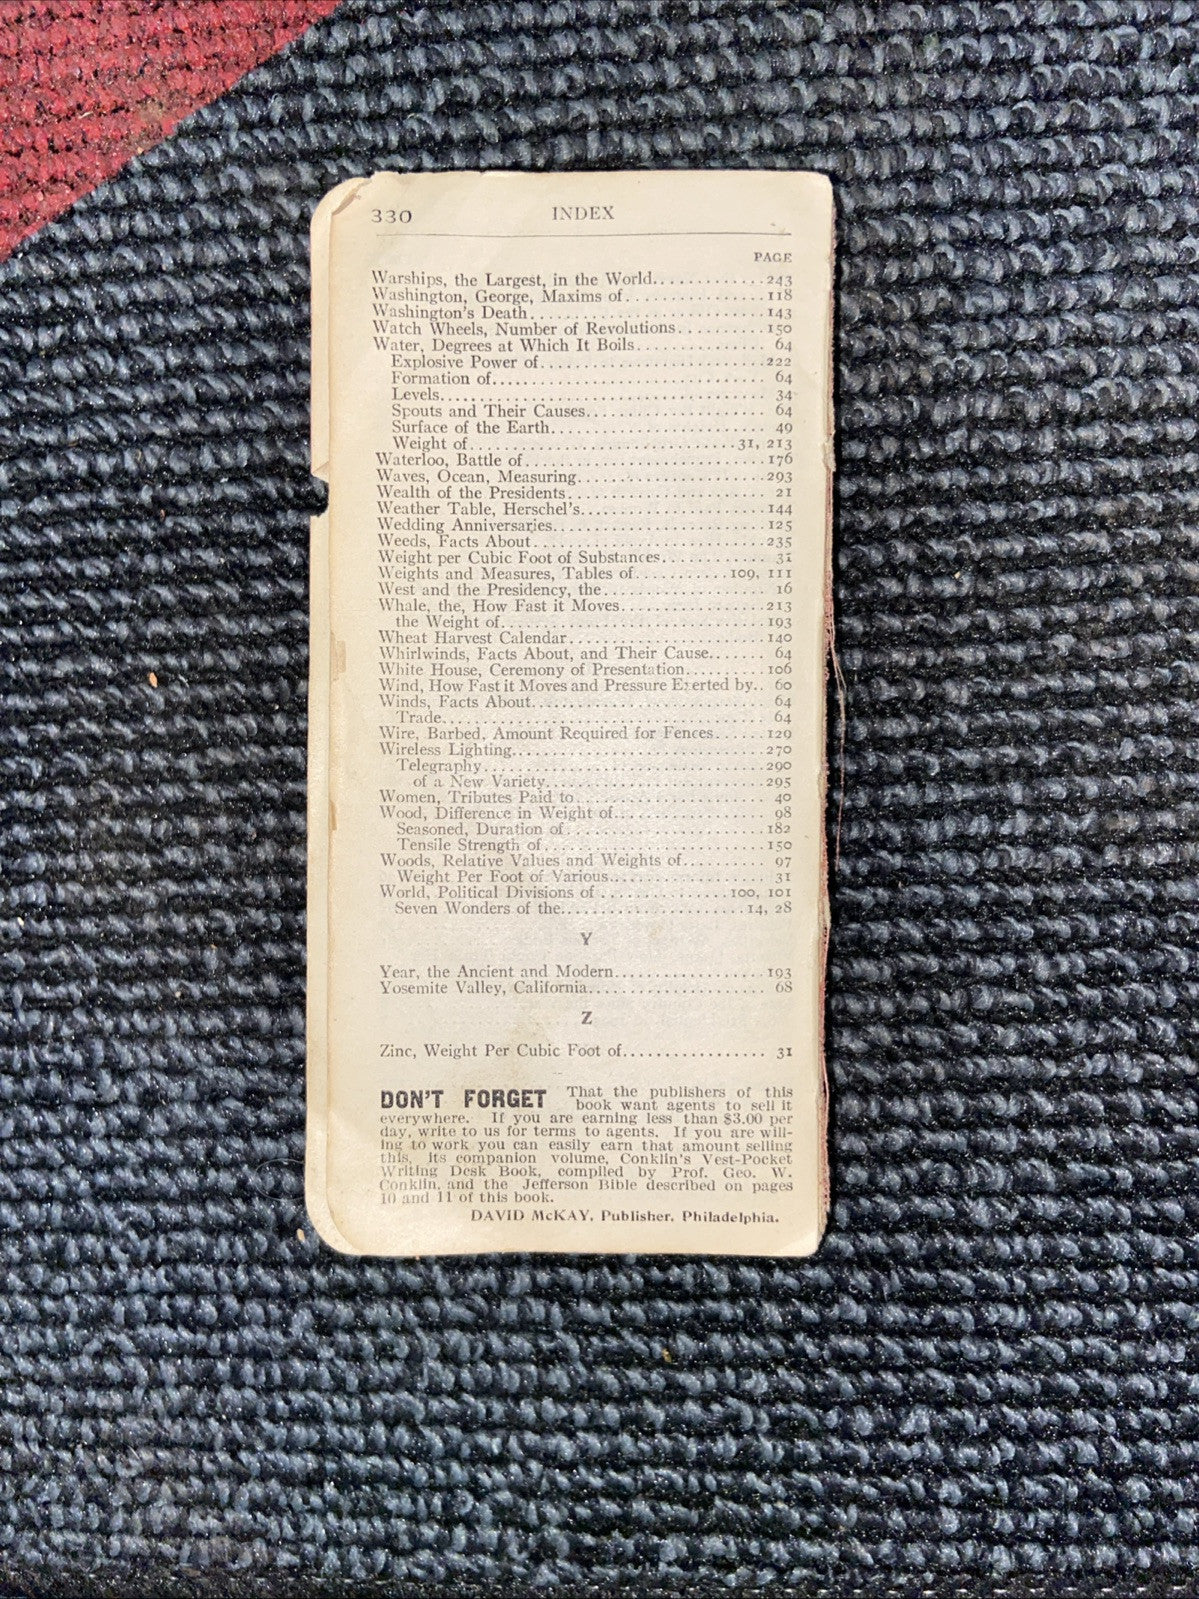 330 INDEX
PAGE
Warships, the Largest, in the World.............243
Washington, George, Maxims of................118
Washington's Death...........................143
Watch Wheels, Number of Revolutions..........150
Water, Degrees at Which It Boils............... 64
Explosive Power of..........................222
Formation of............................... 64
Levels..................................... 34
Spouts and Their Causes..................... 64
Surface of the Earth......................... 49
Weight of...............................31, 213
Waterloo, Battle of............................176
Waves, Ocean, Measuring......................293
Wealth of the Presidents....................... 21
Weather Table, Herschel's.....................144
Wedding Anniversaries........................125
Weeds, Facts About...........................235
Weight per Cubic Foot of Substances............ 31
Weights and Measures, Tables of...........109, 111
West and the Presidency, the................... 16
Whale, the, How Fast it Moves.................213
the Weight of...............................193
Wheat Harvest Calendar.......................140
Whirlwinds, Facts About, and Their Cause....... 64
White House, Ceremony of Presentation..........106
Wind, How Fast it Moves and Pressure Exerted by.. 60
Winds, Facts About........................... 64
Trade...................................... 64
Wire, Barbed, Amount Required for Fences......129
Wireless Lighting.............................270
Telegraphy.................................290
of a New Variety..........................295
Women, Tributes Paid to...................... 40
Wood, Difference in Weight of................. 98
Seasoned, Duration of.......................182
Tensile Strength of..........................150
Woods, Relative Values and Weights of.......... 97
Weight Per Foot of Various................... 31
World, Political Divisions of...............100, 101
Seven Wonders of the.....................14, 28
Y
Year, the Ancient and Modern..................193
Yosemite Valley, California..................... 68
Z
Zinc, Weight Per Cubic Foot of................. 31
DON'T FORGET That the publishers of this
book want agents to sell it
everywhere. If you are earning less than $3.00 per
day, write to us for terms to agents. If you are will-
ing to work you can easily earn that amount selling
this, its companion volume, Conklin's Vest-Pocket
Writing Desk Book, compiled by Prof. Geo. W.
Conklin, and the Jefferson Bible described on pages
10 and 11 of this book.
DAVID McKAY, Publisher, Philadelphia.